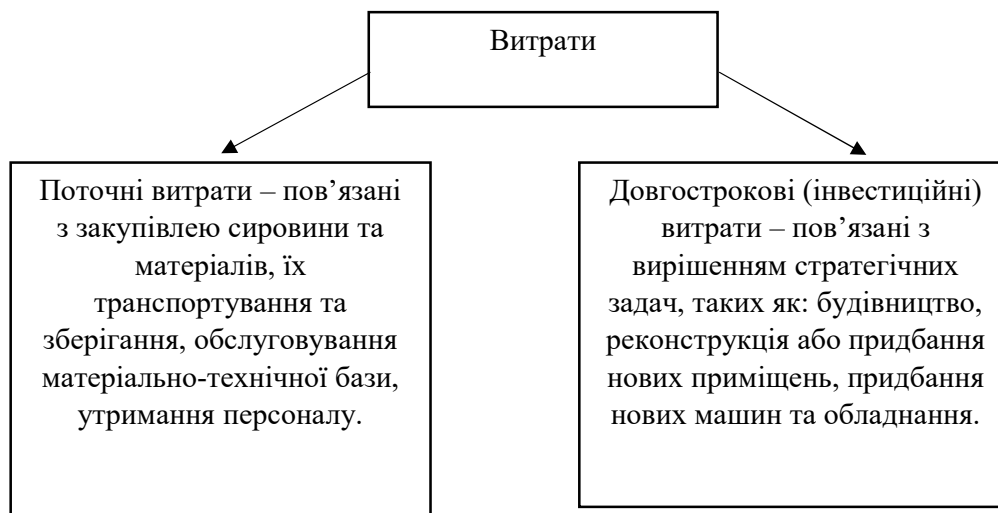 Витрати
Поточні витрати – пов’язані
з закупівлею сировини та
матеріалів, їх
транспортування та
зберігання, обслуговування
матеріально-технічної бази,
утримання персоналу.
Довгострокові (інвестиційні)
витрати – пов’язані з
вирішенням стратегічних
задач, таких як: будівництво,
реконструкція або придбання
нових приміщень, придбання
нових машин та обладнання.